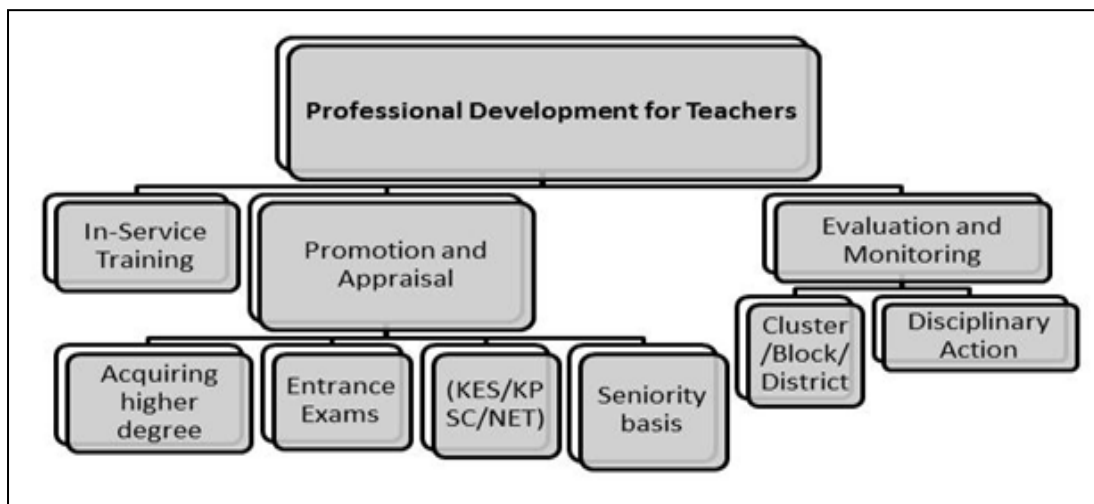 Professional Development for Teachers
In-Service
Training
Promotion and
Appraisal
Evaluation and
Monitoring
Acquiring
higher
degree
Entrance
Exams
(KES/KP
SC/NET)
Seniority
basis
Cluster
/Block/
District
Disciplinary
Action